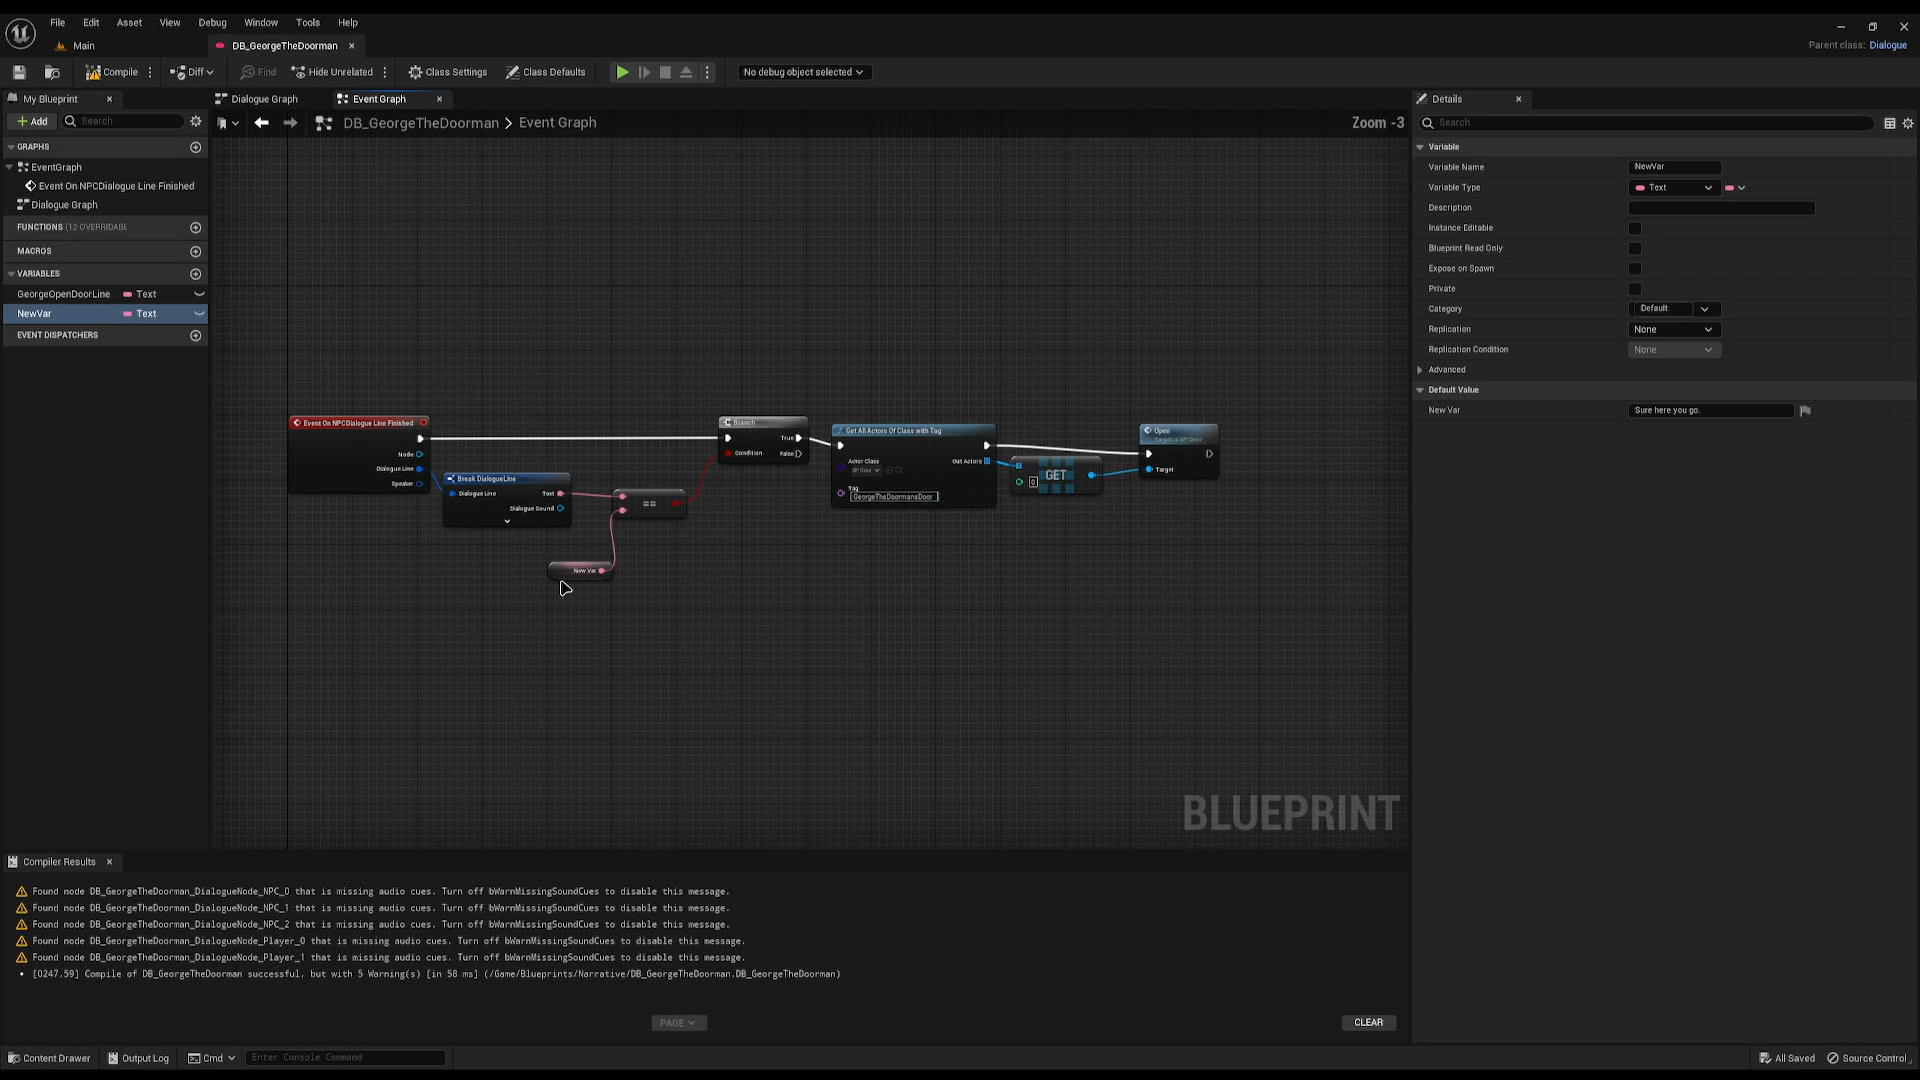 File Edit Asset View Debug Window Tools Help
Main
DB_GeorgeTheDoorman
Parent class: Dialogue
Compile
Diff
Find
Hide Unrelated
Class Settings
Class Defaults
No debug object selected
My Blueprint
Dialogue Graph
Event Graph
Details
Add
Search
DB_GeorgeTheDoorman > Event Graph
Zoom -3
Search
GRAPHS
EventGraph
Event On NPCDialogue Line Finished
Dialogue Graph
FUNCTIONS (12 OVERRIDABL
MACROS
VARIABLES
GeorgeOpenDoorLine Text
NewVar Text
EVENT DISPATCHERS
Variable
Variable Name NewVar
Variable Type Text
Description
Instance Editable
Blueprint Read Only
Expose on Spawn
Private
Category Default
Replication None
Replication Condition None
Advanced
Default Value
New Var Sure here you go.
Event On NPCDialogue Line Finished
Node
Dialogue Line
Speaker
Break DialogueLine
Dialogue Line Text
Dialogue Sound
==
New Var
Branch
True
Condition False
Get All Actors Of Class with Tag
Actor Class Out Actors
BP Door
Tag
GeorgeTheDoormansDoor
GET
0
Open
Target is BP Door
Target
BLUEPRINT
Compiler Results
Found node DB_GeorgeTheDoorman_DialogueNode_NPC_0 that is missing audio cues. Turn off bWarnMissingSoundCues to disable this message.
Found node DB_GeorgeTheDoorman_DialogueNode_NPC_1 that is missing audio cues. Turn off bWarnMissingSoundCues to disable this message.
Found node DB_GeorgeTheDoorman_DialogueNode_NPC_2 that is missing audio cues. Turn off bWarnMissingSoundCues to disable this message.
Found node DB_GeorgeTheDoorman_DialogueNode_Player_0 that is missing audio cues. Turn off bWarnMissingSoundCues to disable this message.
Found node DB_GeorgeTheDoorman_DialogueNode_Player_1 that is missing audio cues. Turn off bWarnMissingSoundCues to disable this message.
[0247.59] Compile of DB_GeorgeTheDoorman successful, but with 5 Warning(s) [in 58 ms] (/Game/Blueprints/Narrative/DB_GeorgeTheDoorman.DB_GeorgeTheDoorman)
PAGE
CLEAR
Content Drawer
Output Log
Cmd
Enter Console Command
All Saved
Source Control